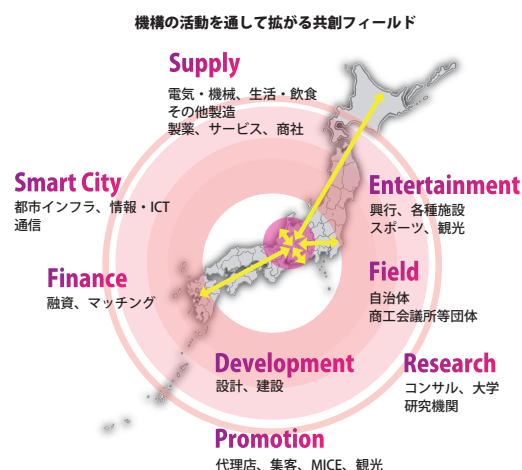 機構の活動を通して拡がる共創フィールド
Supply
電気・機械、生活・飲食
その他製造
製薬、サービス、商社
Smart City
都市インフラ、情報・ICT
通信
Entertainment
興行、各種施設
スポーツ、観光
Finance
融資、マッチング
Field
自治体
商工会議所等団体
Development
設計、建設
Research
コンサル、大学
研究機関
Promotion
代理店、集客、MICE、観光